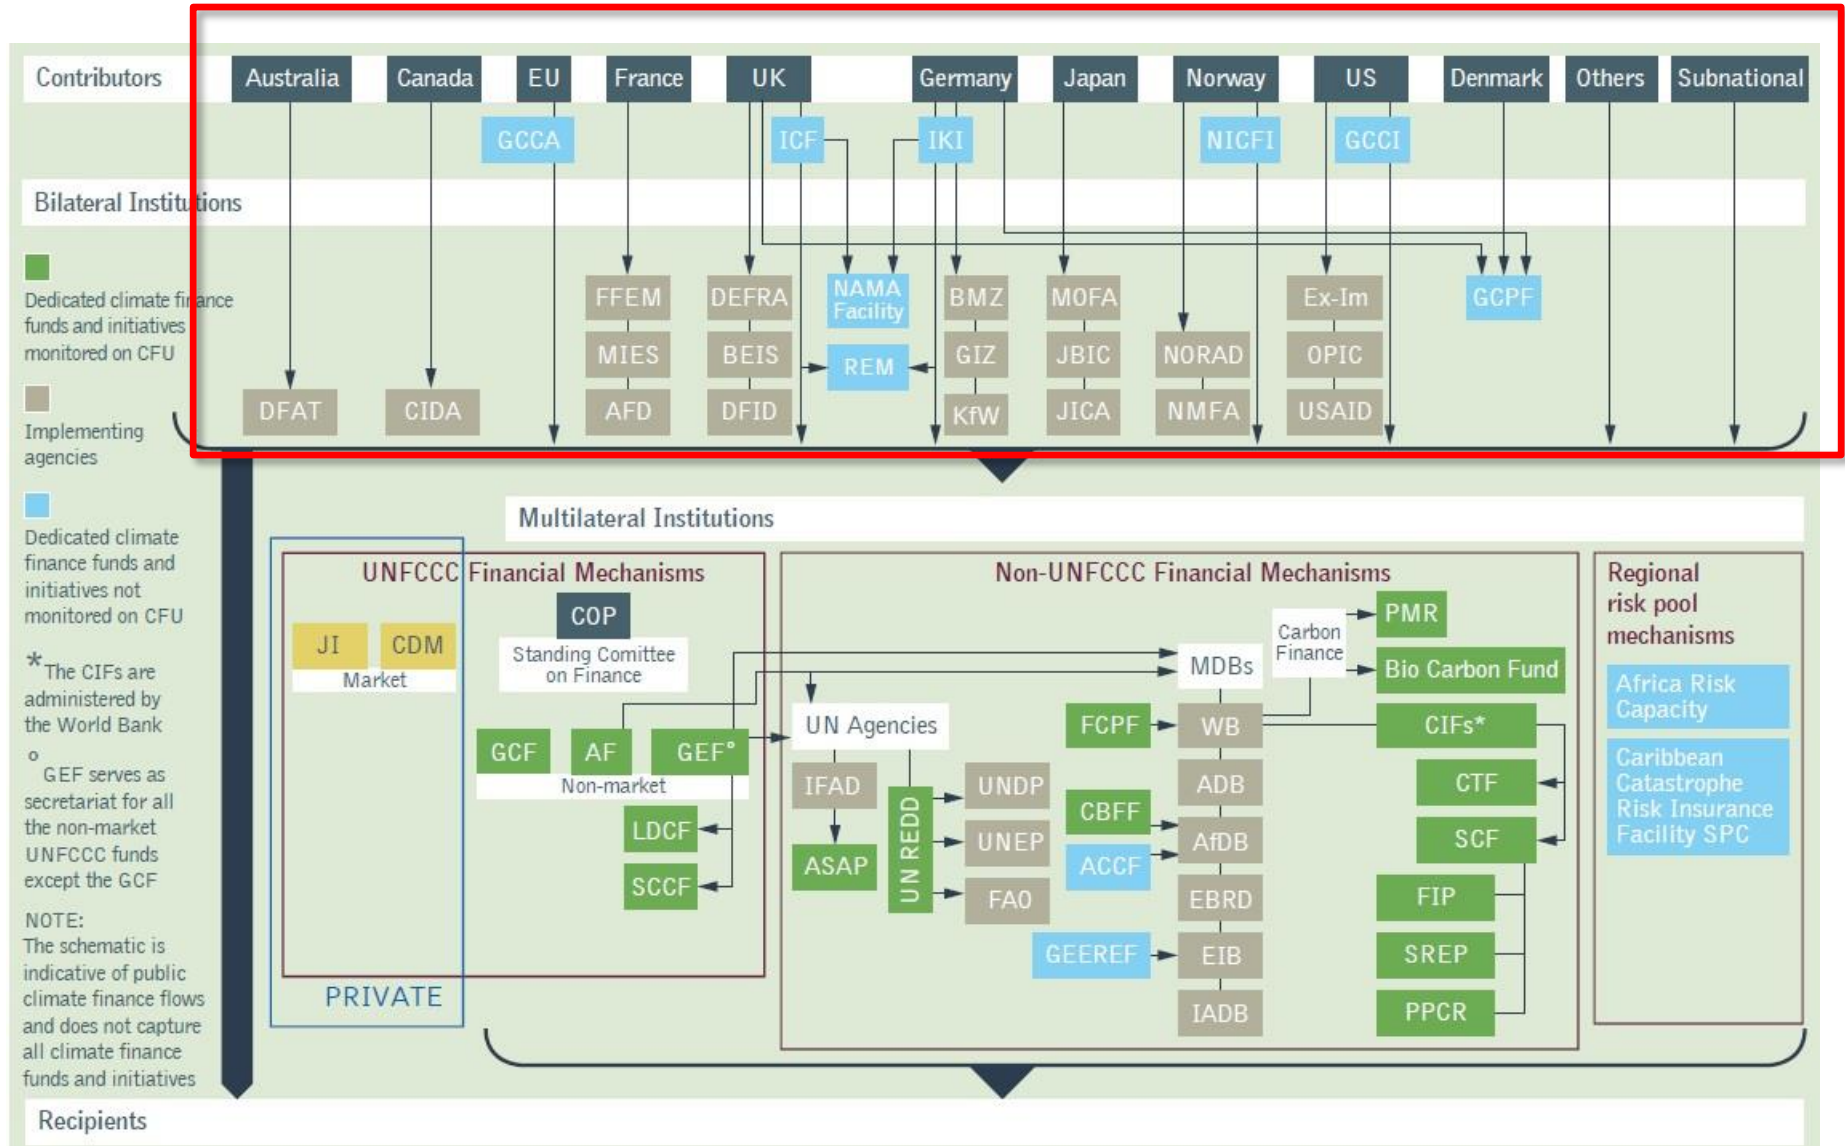 Contributors
Australia
Canada
EU
France
UK
Germany
Japan
Norway
US
Denmark
Others
Subnational
GCCA
ICF
IKI
NICFI
GCCI
Bilateral Institutions
Dedicated climate finance
funds and initiatives
monitored on CFU
Implementing
agencies
Dedicated climate
finance funds and
initiatives not
monitored on CFU
*The CIFs are
administered by
the World Bank
° GEF serves as
secretariat for all
the non-market
UNFCCC funds
except the GCF
NOTE:
The schematic is
indicative of public
climate finance flows
and does not capture
all climate finance
funds and initiatives
FFEM
DEFRA
NAMA
Facility
BMZ
MOFA
Ex-Im
GCPF
MIES
BEIS
REM
GIZ
JBIC
NORAD
OPIC
DFAT
CIDA
AFD
DFID
KfW
JICA
NMFA
USAID
Multilateral Institutions
UNFCCC Financial Mechanisms
COP
Standing Comittee
on Finance
JI
CDM
Market
GCF
AF
GEF°
Non-market
LDCF
SCCF
PRIVATE
Non-UNFCCC Financial Mechanisms
UN Agencies
IFAD
ASAP
UN REDD
UNDP
UNEP
FAO
MDBs
Carbon
Finance
PMR
Bio Carbon Fund
FCPF
WB
CIFs*
ADB
CTF
CBFF
AfDB
SCF
ACCF
EBRD
FIP
GEEREF
EIB
SREP
IADB
PPCR
Regional
risk pool
mechanisms
Africa Risk
Capacity
Caribbean
Catastrophe
Risk Insurance
Facility SPC
Recipients